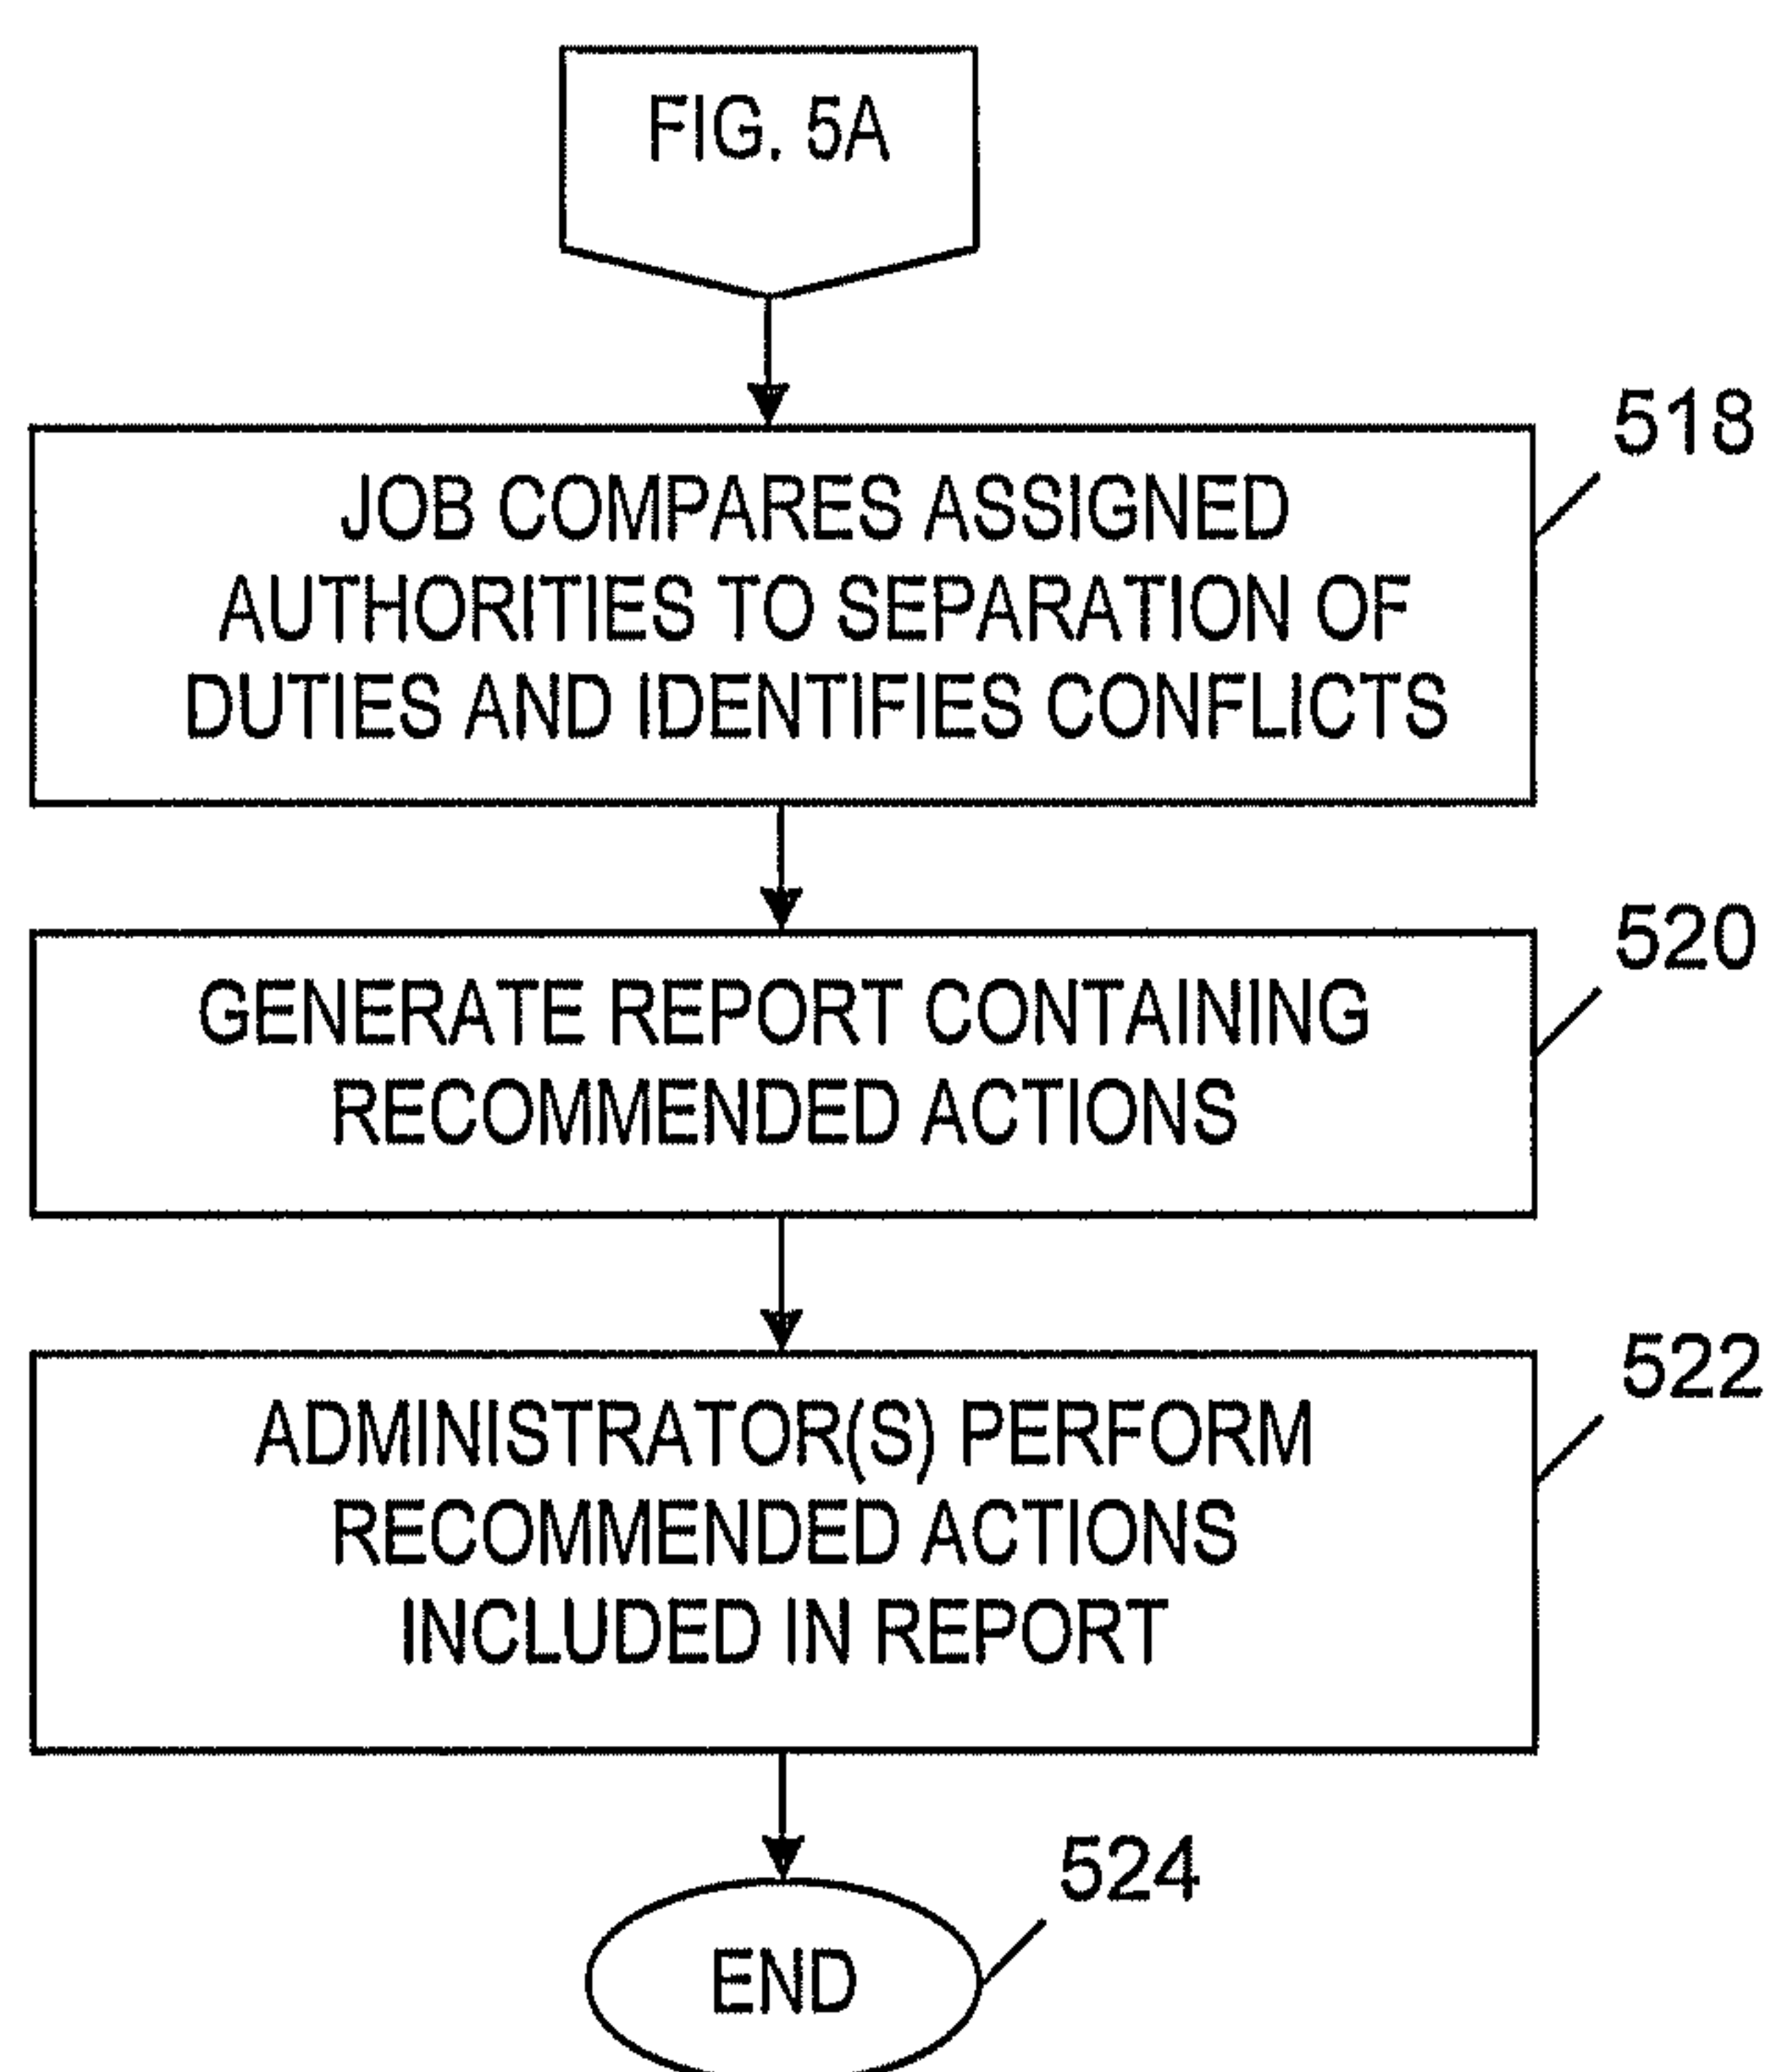 FIG. 5A
518
JOB COMPARES ASSIGNED
AUTHORITIES TO SEPARATION OF
DUTIES AND IDENTIFIES CONFLICTS
520
GENERATE REPORT CONTAINING
RECOMMENDED ACTIONS
522
ADMINISTRATOR(S) PERFORM
RECOMMENDED ACTIONS
INCLUDED IN REPORT
524
END